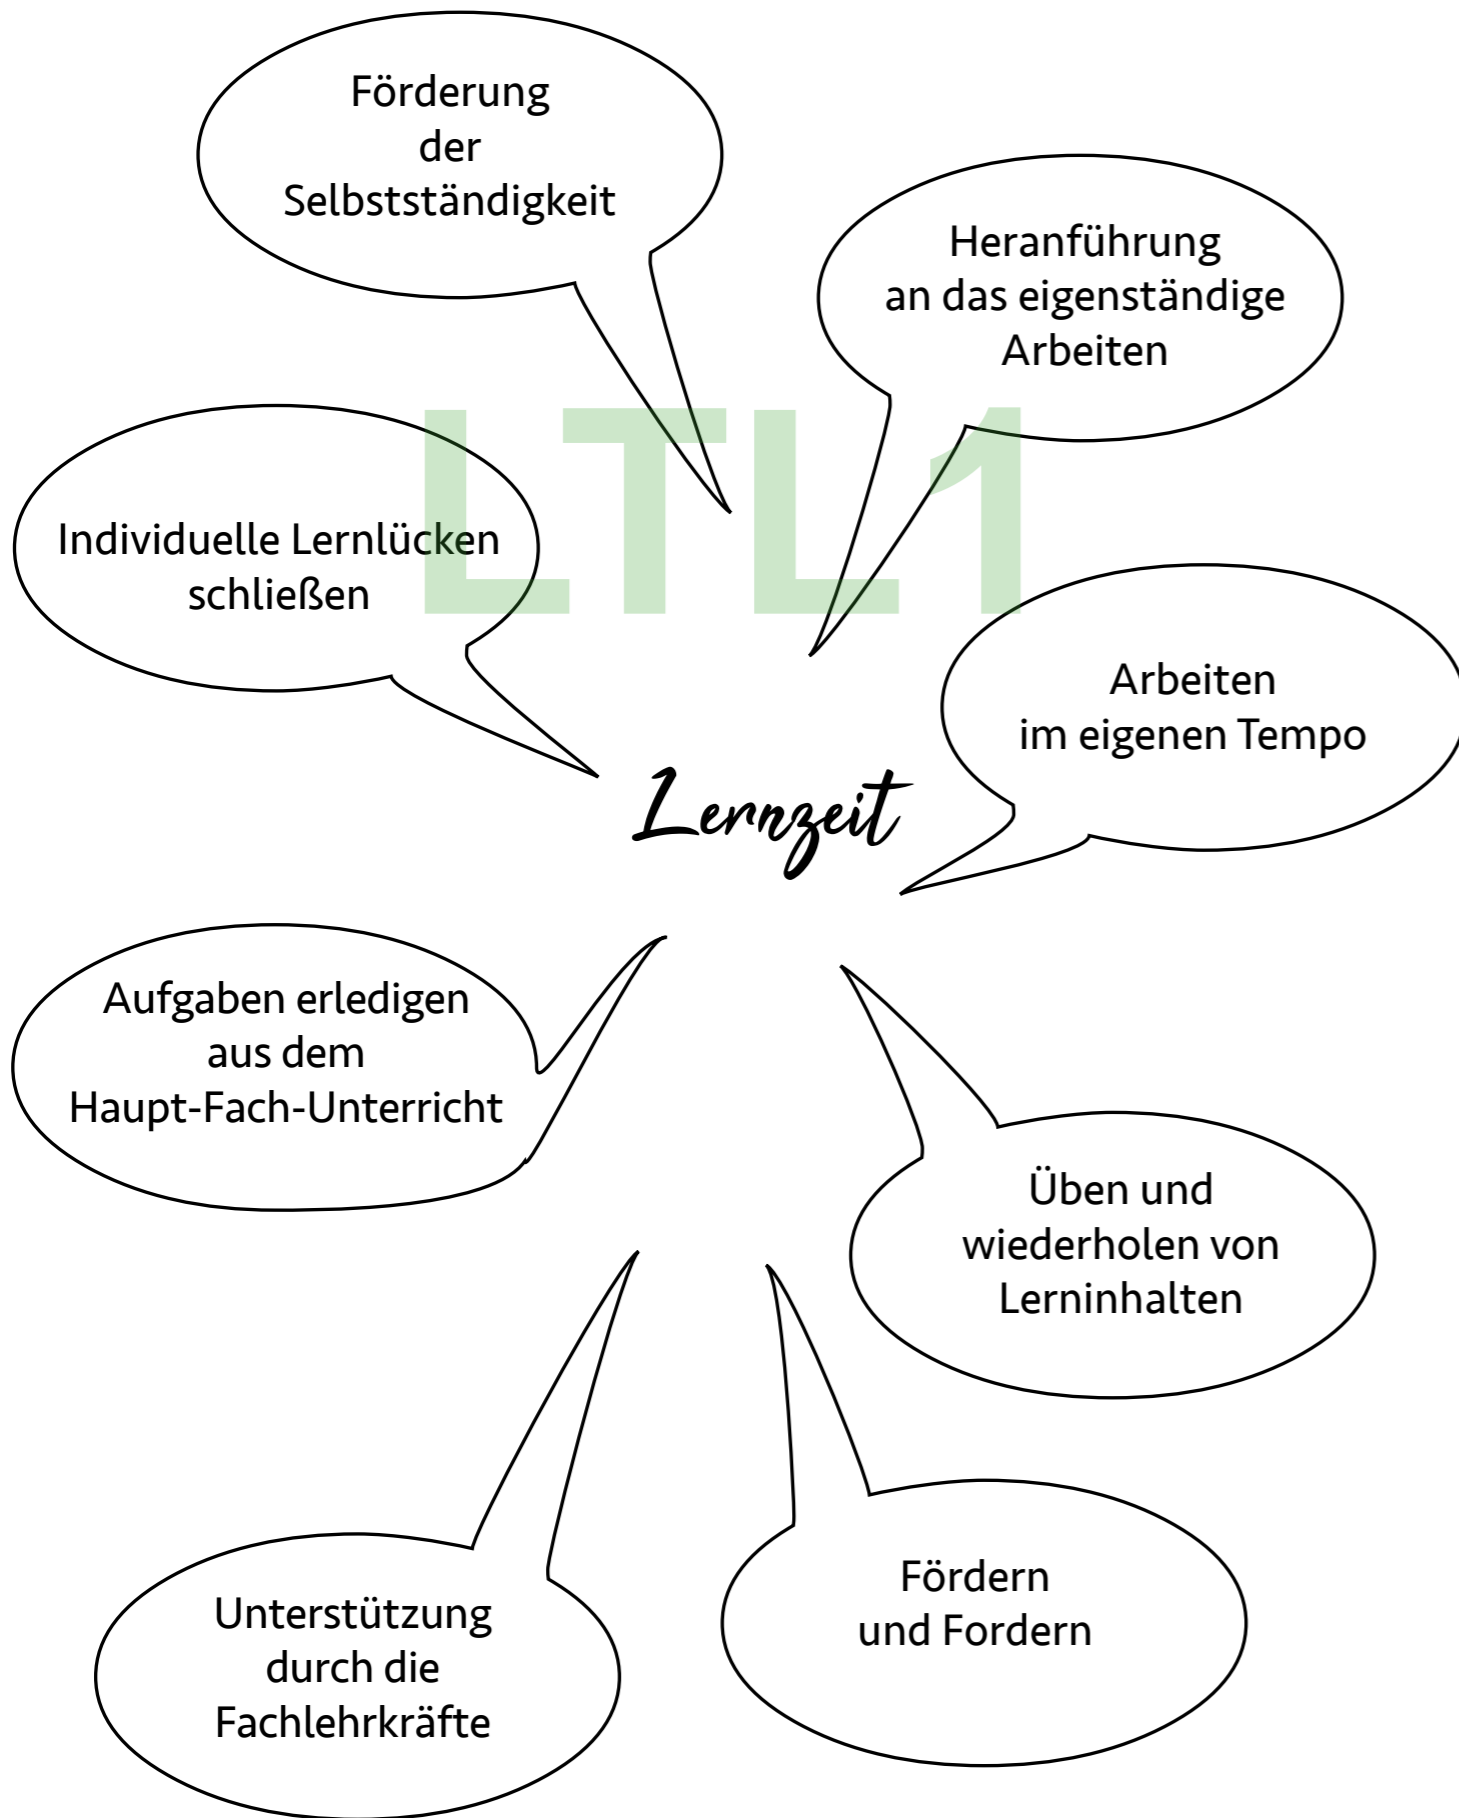 Förderung
der
Selbstständigkeit
Heranführung
an das eigenständige
Arbeiten
LTL1
Individuelle Lernlücken
schließen
Arbeiten
im eigenen Tempo
Lernzeit
Aufgaben erledigen
aus dem
Haupt-Fach-Unterricht
Üben und
wiederholen von
Lerninhalten
Fördern
und Fordern
Unterstützung
durch die
Fachlehrkräfte